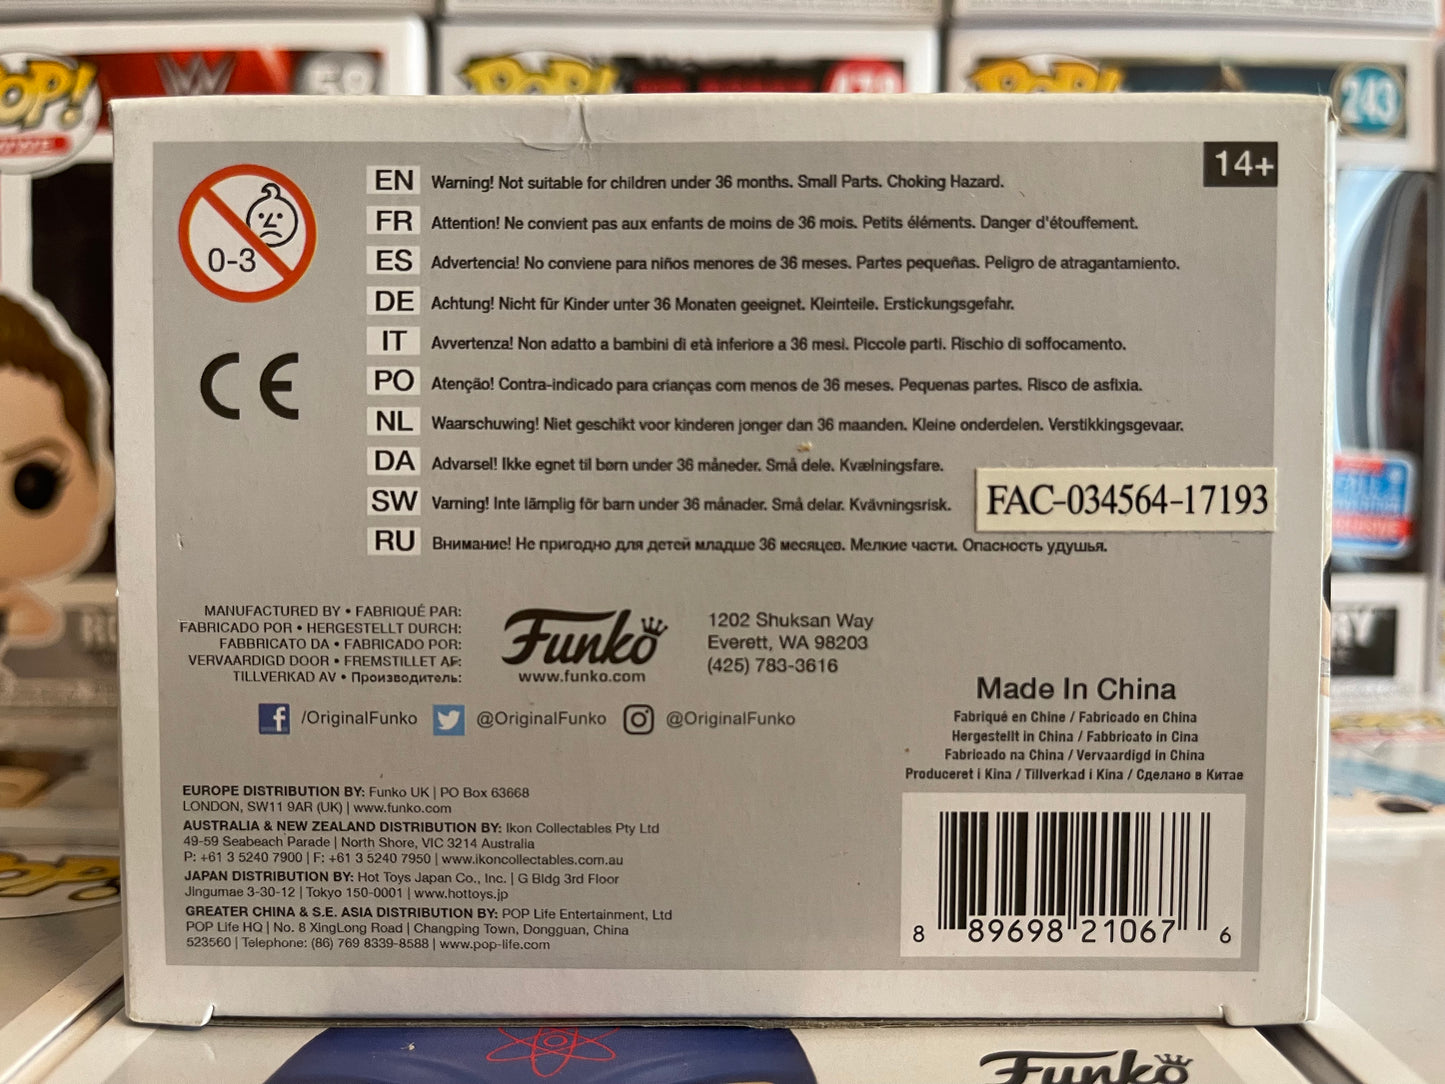 POP!
W
58
POP!
POP!
243
14+
0-3
EN Warning! Not suitable for children under 36 months. Small Parts. Choking Hazard.
FR Attention! Ne convient pas aux enfants de moins de 36 mois. Petits éléments. Danger d'étouffement.
ES Advertencia! No conviene para niños menores de 36 meses. Partes pequeñas. Peligro de atragantamiento.
DE Achtung! Nicht für Kinder unter 36 Monaten geeignet. Kleinteile. Erstickungsgefahr.
IT Avvertenza! Non adatto a bambini di età inferiore a 36 mesi. Piccole parti. Rischio di soffocamento.
PO Atenção! Contra-indicado para crianças com menos de 36 meses. Pequenas partes. Risco de asfixia.
NL Waarschuwing! Niet geschikt voor kinderen jonger dan 36 maanden. Kleine onderdelen. Verstikkingsgevaar.
DA Advarsel! Ikke egnet til børn under 36 måneder. Små dele. Kvælningsfare.
SW Varning! Inte lämplig för barn under 36 månader. Små delar. Kvävningsrisk.
RU Внимание! Не пригодно для детей младше 36 месяцев. Мелкие части. Опасность удушья.
CE
FAC-034564-17193
MANUFACTURED BY • FABRIQUÉ PAR:
FABRICADO POR • HERGESTELLT DURCH:
FABBRICATO DA • FABRICADO POR:
VERVAARDIGD DOOR • FREMSTILLET AF:
TILLVERKAD AV • Производитель:
Funko
www.funko.com
1202 Shuksan Way
Everett, WA 98203
(425) 783-3616
/OriginalFunko @OriginalFunko @OriginalFunko
Made In China
Fabriqué en Chine / Fabricado en China
Hergestellt in China / Fabbricato in Cina
Fabricado na China / Vervaardigd in China
Produceret i Kina / Tillverkad i Kina / Сделано в Китае
EUROPE DISTRIBUTION BY: Funko UK | PO Box 63668
LONDON, SW11 9AR (UK) | www.funko.com
AUSTRALIA & NEW ZEALAND DISTRIBUTION BY: Ikon Collectables Pty Ltd
49-59 Seabeach Parade | North Shore, VIC 3214 Australia
P: +61 3 5240 7900 | F: +61 3 5240 7950 | www.ikoncollectables.com.au
JAPAN DISTRIBUTION BY: Hot Toys Japan Co., Inc. | G Bldg 3rd Floor
Jingumae 3-30-12 | Tokyo 150-0001 | www.hottoys.jp
GREATER CHINA & S.E. ASIA DISTRIBUTION BY: POP Life Entertainment, Ltd
POP Life HQ | No. 8 XingLong Road | Changping Town, Dongguan, China
523560 | Telephone: (86) 769 8339-8588 | www.pop-life.com
8 89698 21067 6
Funko